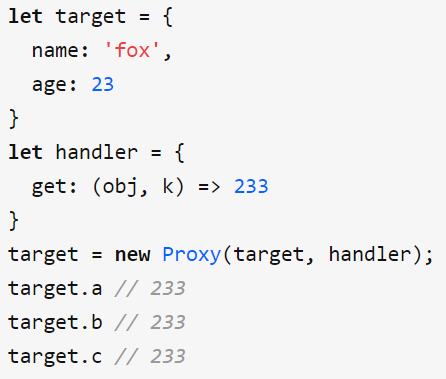 let target = {
  name: 'fox',
  age: 23
}
let handler = {
  get: (obj, k) => 233
}
target = new Proxy(target, handler);
target.a // 233
target.b // 233
target.c // 233